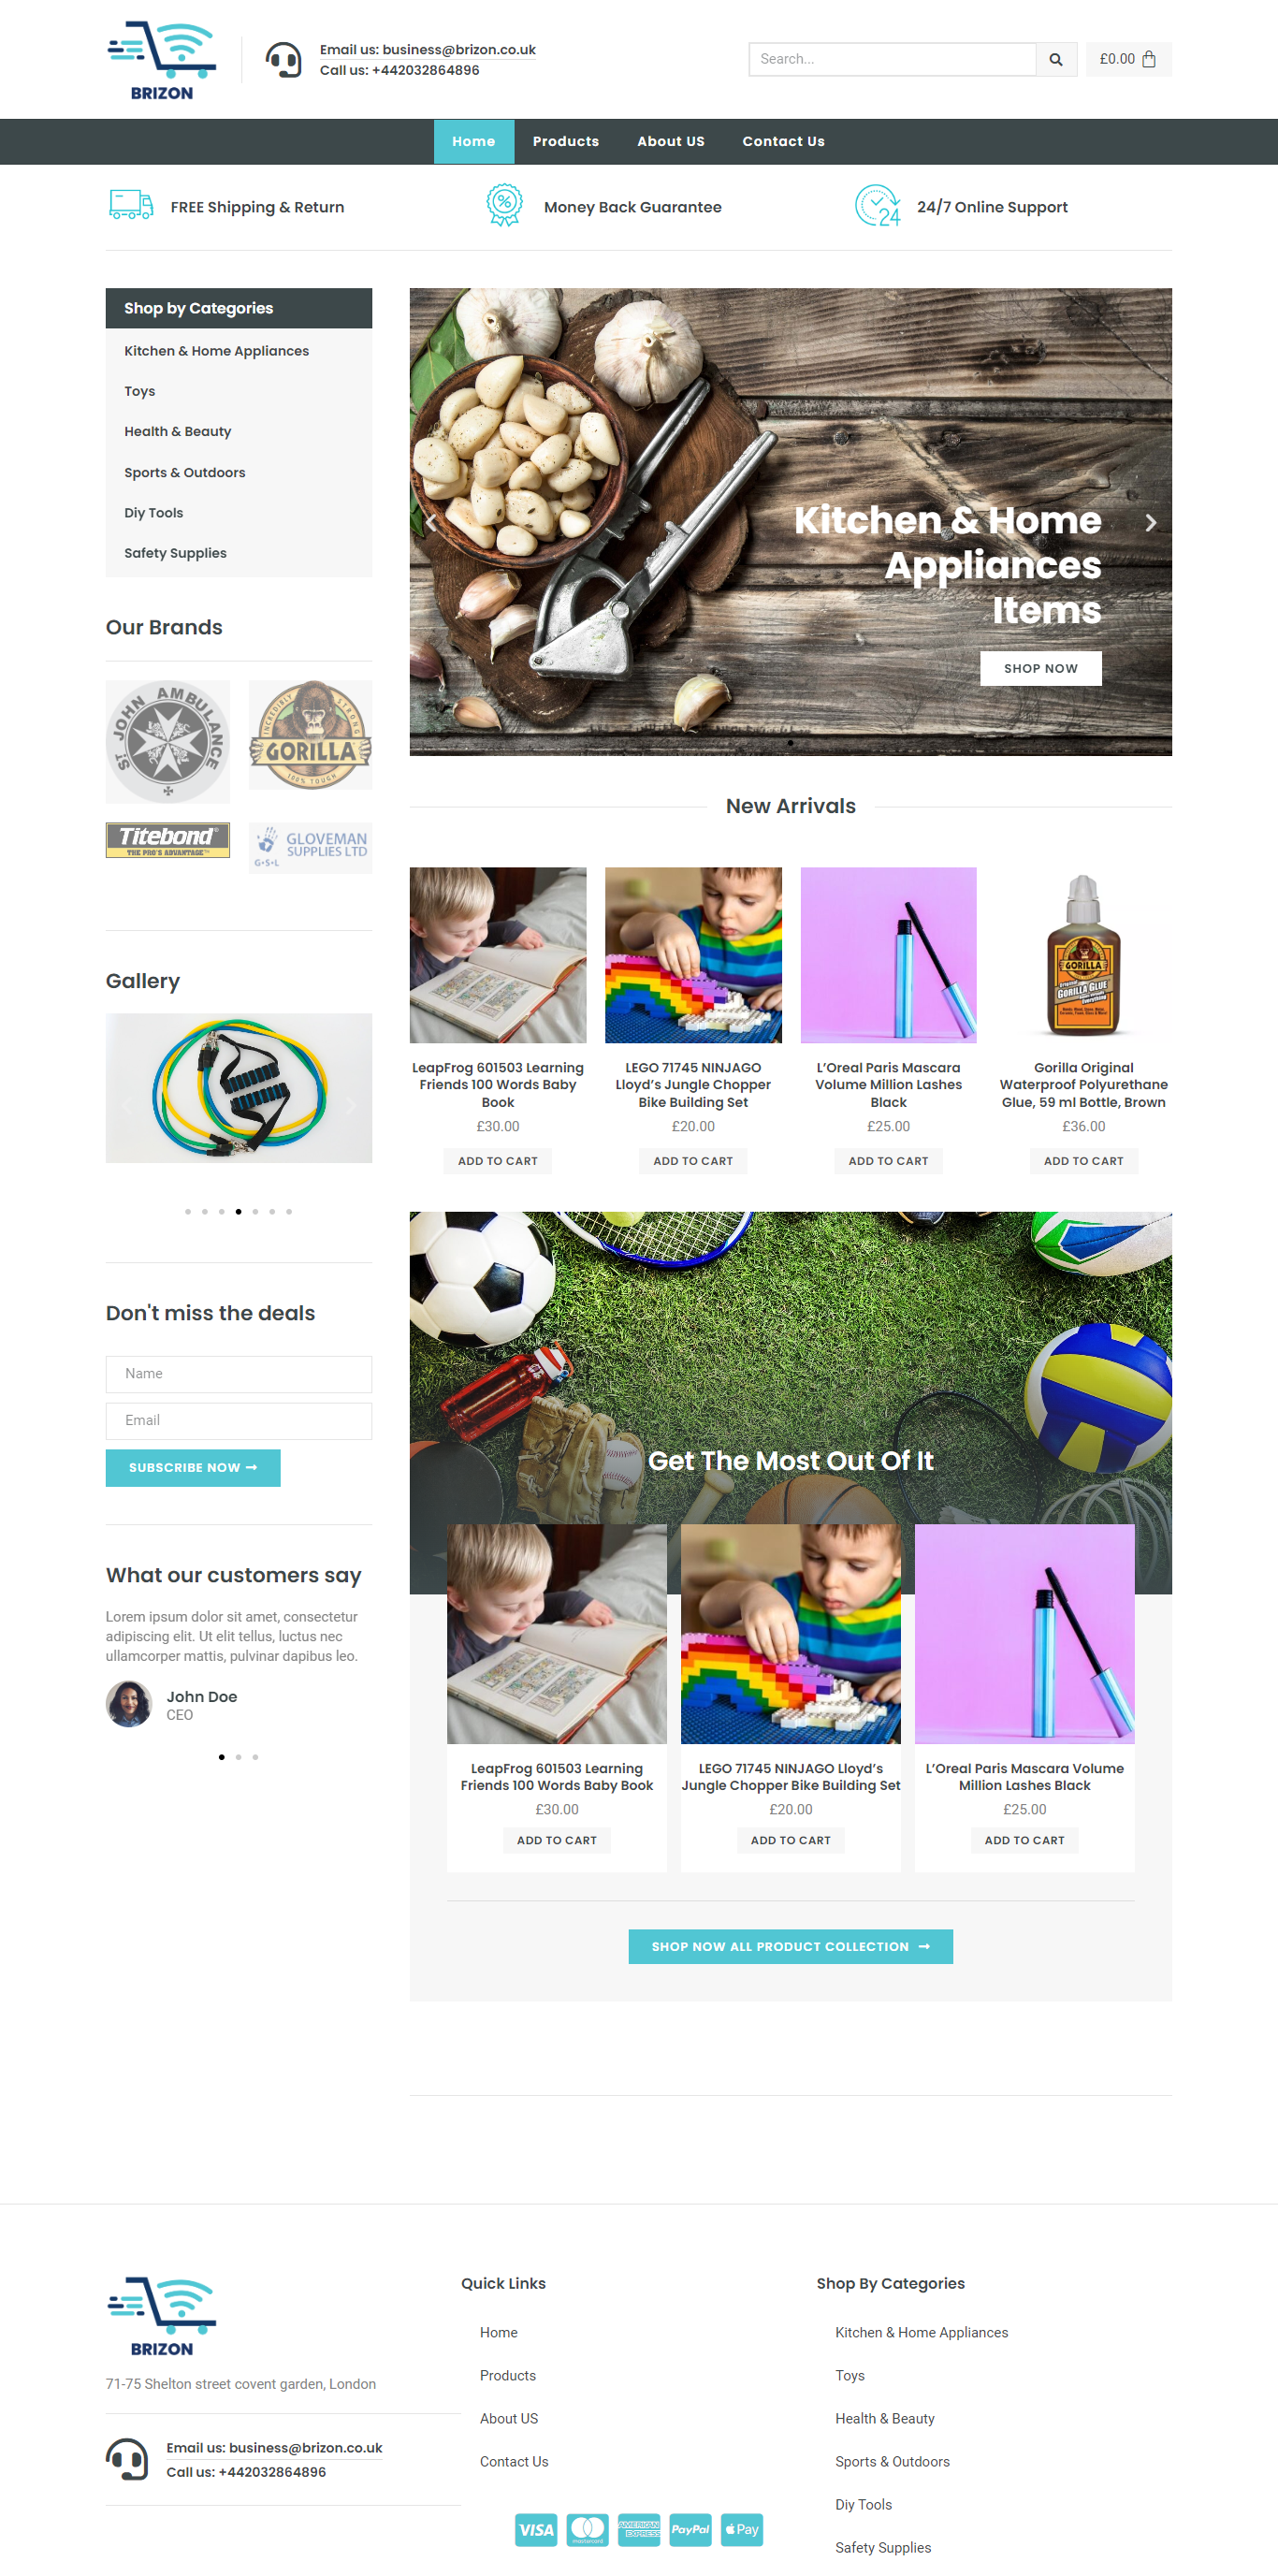 BRIZON
Email us: business@brizon.co.uk
Call us: +442032864896
Search...
£0.00
Home
Products
About US
Contact Us
FREE Shipping & Return
Money Back Guarantee
24
24/7 Online Support
Shop by Categories
Kitchen & Home Appliances
Toys
Health & Beauty
Sports & Outdoors
Diy Tools
Safety Supplies
Kitchen & Home
Appliances
Items
SHOP NOW
Our Brands
ST JOHN AMBULANCE
INCREDIBLY STRONG
GORILLA
100% TOUGH
Titebond
THE PRO'S ADVANTAGE
GLOVEMAN
SUPPLIES LTD
G•S•L
New Arrivals
GORILLA
GORILLA GLUE
LeapFrog 601503 Learning
Friends 100 Words Baby
Book
£30.00
ADD TO CART
LEGO 71745 NINJAGO
Lloyd’s Jungle Chopper
Bike Building Set
£20.00
ADD TO CART
L’Oreal Paris Mascara
Volume Million Lashes
Black
£25.00
ADD TO CART
Gorilla Original
Waterproof Polyurethane
Glue, 59 ml Bottle, Brown
£36.00
ADD TO CART
Gallery
Don't miss the deals
Name
Email
SUBSCRIBE NOW
What our customers say
Lorem ipsum dolor sit amet, consectetur
adipiscing elit. Ut elit tellus, luctus nec
ullamcorper mattis, pulvinar dapibus leo.
John Doe
CEO
Get The Most Out Of It
LeapFrog 601503 Learning
Friends 100 Words Baby Book
£30.00
ADD TO CART
LEGO 71745 NINJAGO Lloyd’s
Jungle Chopper Bike Building Set
£20.00
ADD TO CART
L’Oreal Paris Mascara Volume
Million Lashes Black
£25.00
ADD TO CART
SHOP NOW ALL PRODUCT COLLECTION
BRIZON
71-75 Shelton street covent garden, London
Email us: business@brizon.co.uk
Call us: +442032864896
Quick Links
Home
Products
About US
Contact Us
VISA
mastercard
AMERICAN
EXPRESS
PayPal
Pay
Shop By Categories
Kitchen & Home Appliances
Toys
Health & Beauty
Sports & Outdoors
Diy Tools
Safety Supplies